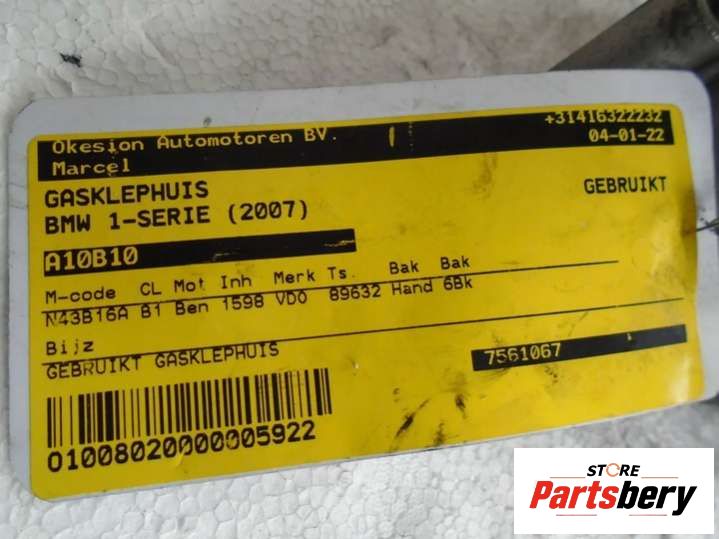 Okesion Automotoren BV. +31416322232
Marcel 04-01-22
GASKLEPHUIS GEBRUIKT
BMW 1-SERIE (2007)
A10B10
M-code CL Mot Inh Merk Ts. Bak Bak
N43B16A B1 Ben 1598 VDO 89632 Hand 6Bk
Bijz
GEBRUIKT GASKLEPHUIS 7561067
01008020000005922
STORE
Partsbery